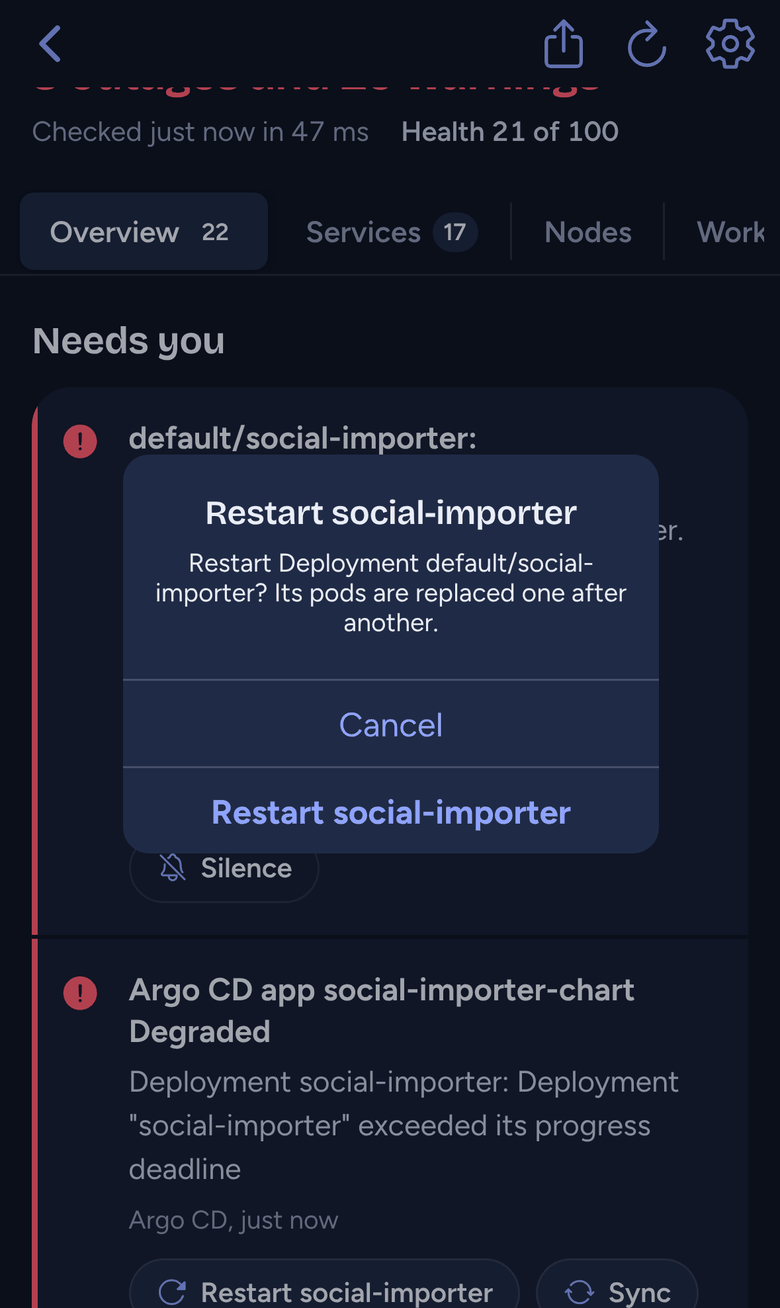 Checked just now in 47 ms Health 21 of 100
Overview 22 Services 17 Nodes Work
Needs you
default/social-importer:
er.
Restart social-importer
Restart Deployment default/social-
importer? Its pods are replaced one after
another.
Cancel
Restart social-importer
Silence
Argo CD app social-importer-chart
Degraded
Deployment social-importer: Deployment
"social-importer" exceeded its progress
deadline
Argo CD, just now
Restart social-importer Sync